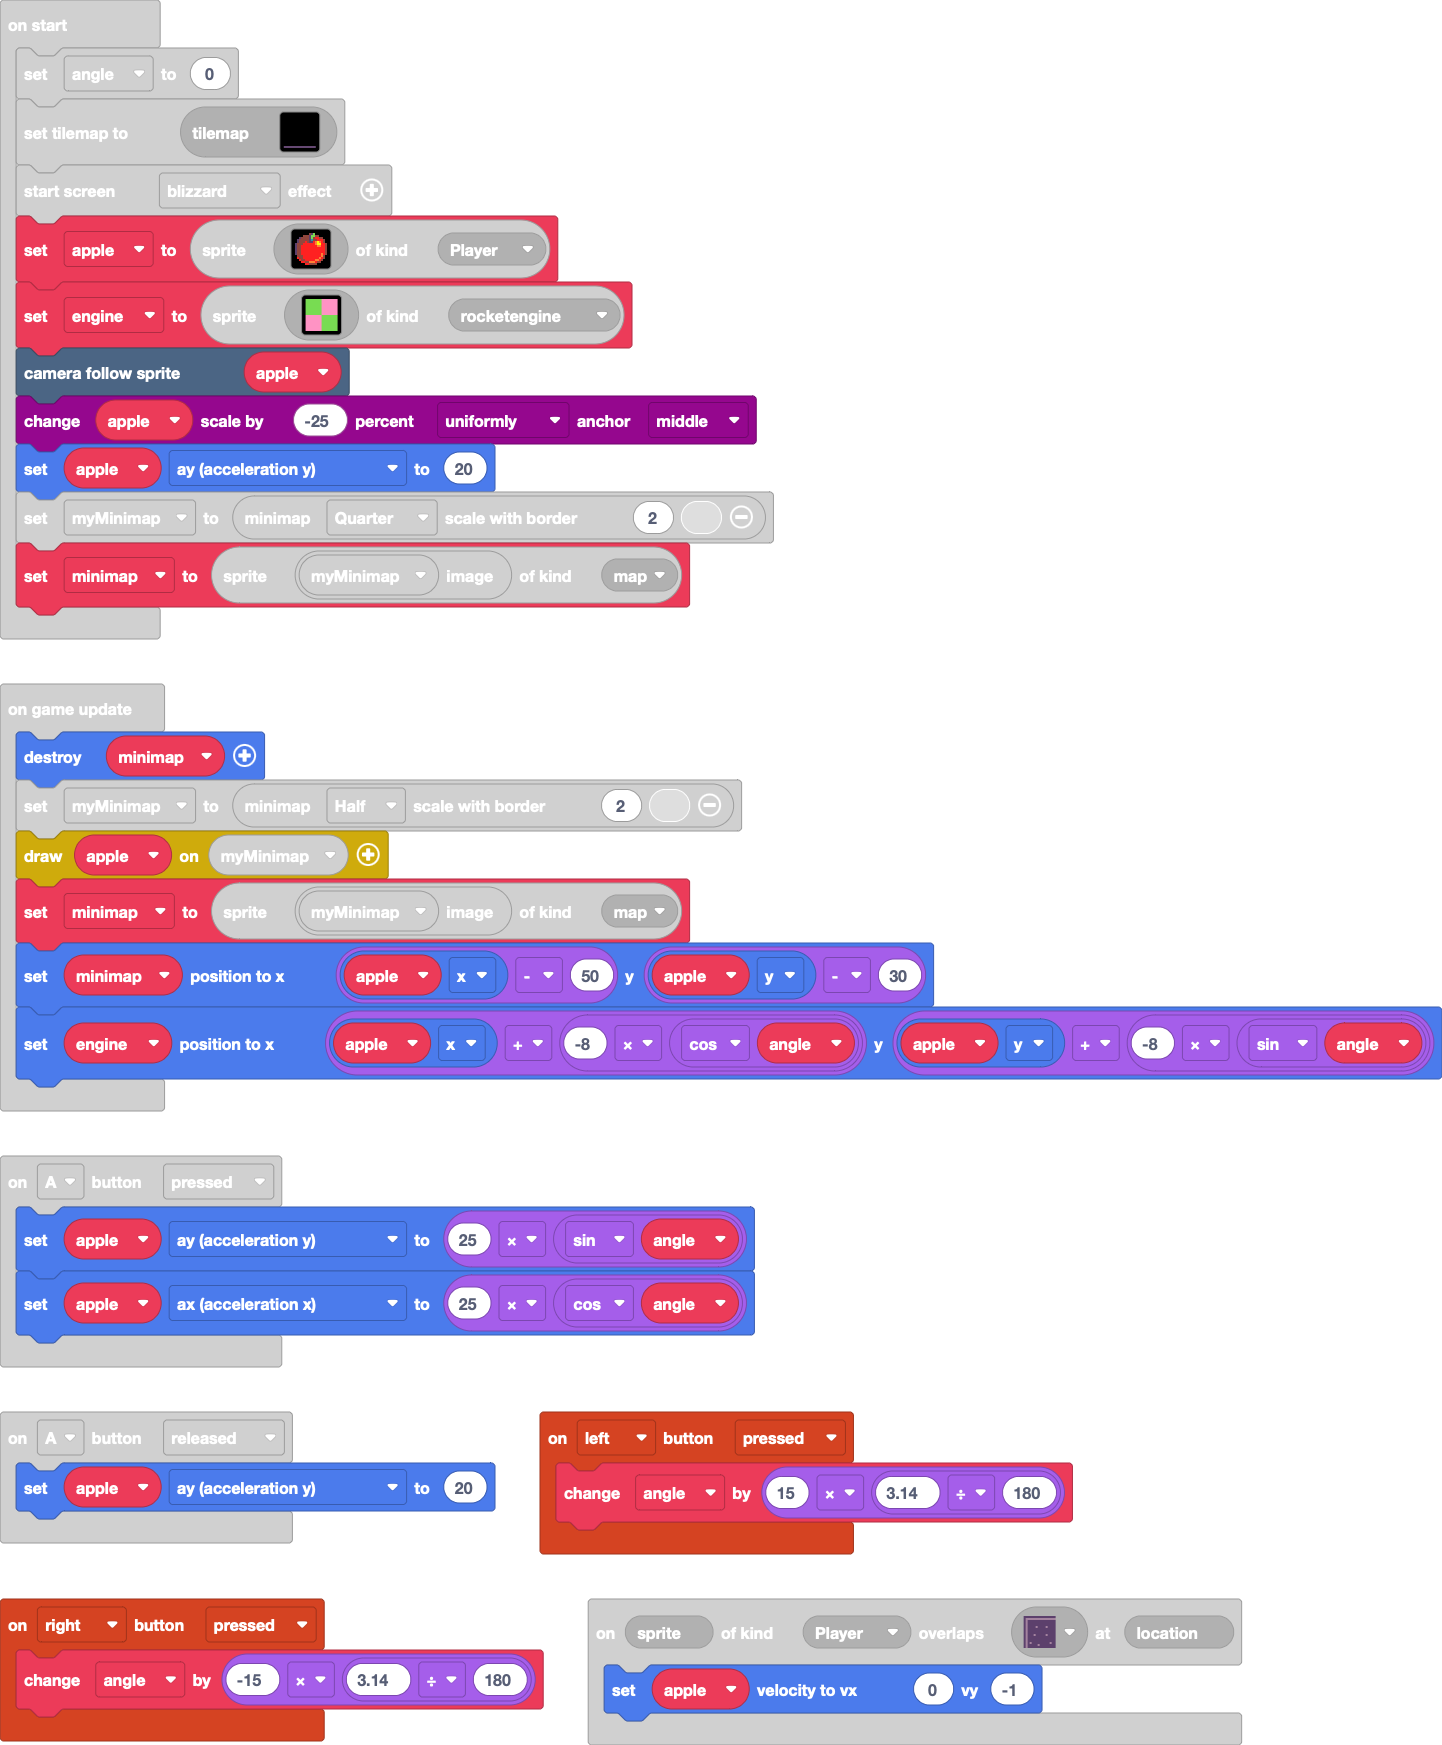 on start
set angle to 0
set tilemap to tilemap
start screen blizzard effect
set apple to sprite of kind Player
set engine to sprite of kind rocketengine
camera follow sprite apple
change apple scale by -25 percent uniformly anchor middle
set apple ay (acceleration y) to 20
set myMinimap to minimap Quarter scale with border 2
set minimap to sprite myMinimap image of kind map
on game update
destroy minimap
set myMinimap to minimap Half scale with border 2
draw apple on myMinimap
set minimap to sprite myMinimap image of kind map
set minimap position to x apple x - 50 y apple y - 30
set engine position to x apple x + -8 × cos angle y apple y + -8 × sin angle
on A button pressed
set apple ay (acceleration y) to 25 × sin angle
set apple ax (acceleration x) to 25 × cos angle
on A button released
set apple ay (acceleration y) to 20
on left button pressed
change angle by 15 × 3.14 ÷ 180
on right button pressed
change angle by -15 × 3.14 ÷ 180
on sprite of kind Player overlaps at location
set apple velocity to vx 0 vy -1